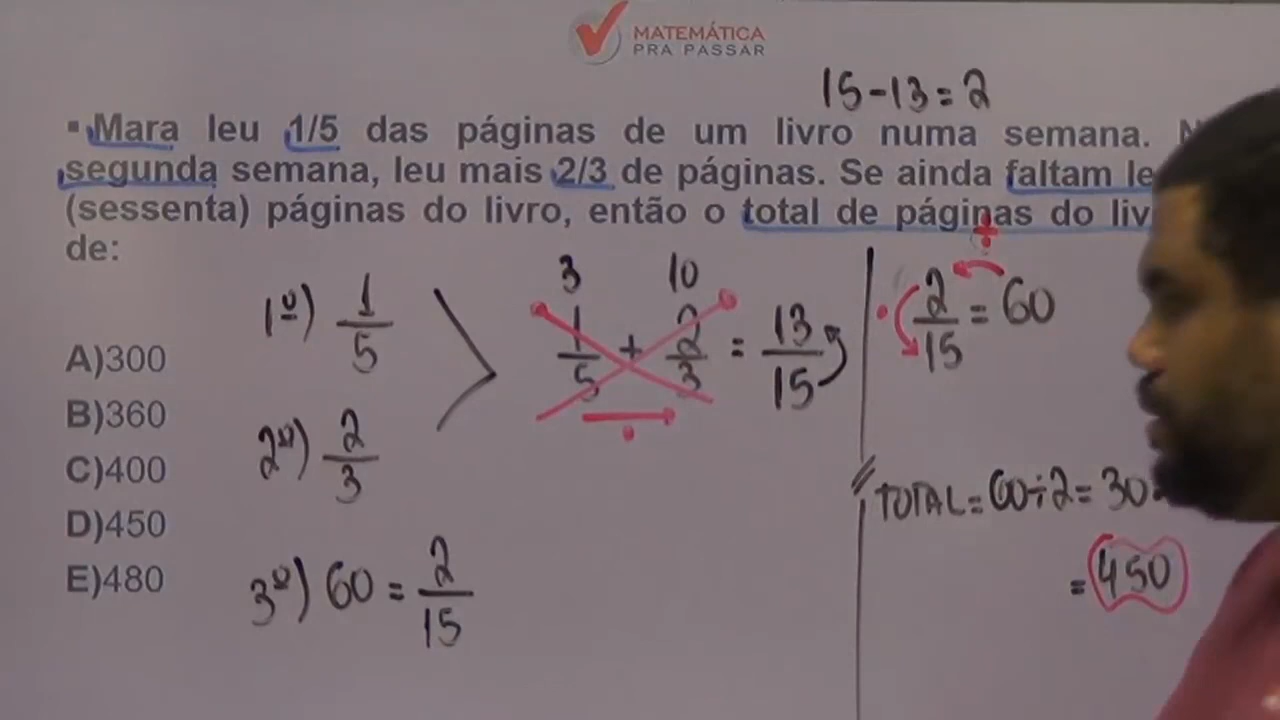 MATEMÁTICA
PRA PASSAR
15-13=2
▪Mara leu 1/5 das páginas de um livro numa semana.
segunda semana, leu mais 2/3 de páginas. Se ainda faltam
(sessenta) páginas do livro, então o total de páginas do
de:
A)300
B)360
C)400
D)450
E)480
1º) 1/5
2º) 2/3
3º) 60 = 2/15
3 10
1/5 + 2/3 = 13/15
÷
2/15 = 60
TOTAL = 60÷2 = 30
= 450